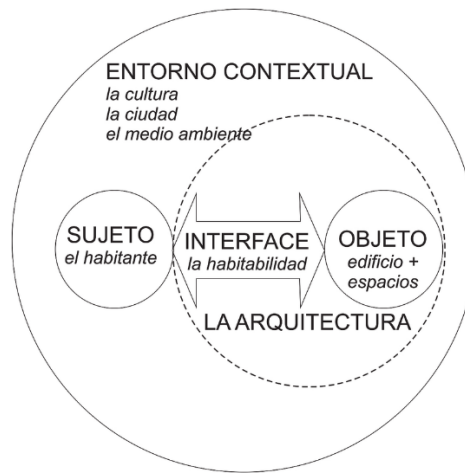 ENTORNO CONTEXTUAL
la cultura
la ciudad
el medio ambiente
SUJETO
el habitante
INTERFACE
la habitabilidad
OBJETO
edificio +
espacios
LA ARQUITECTURA